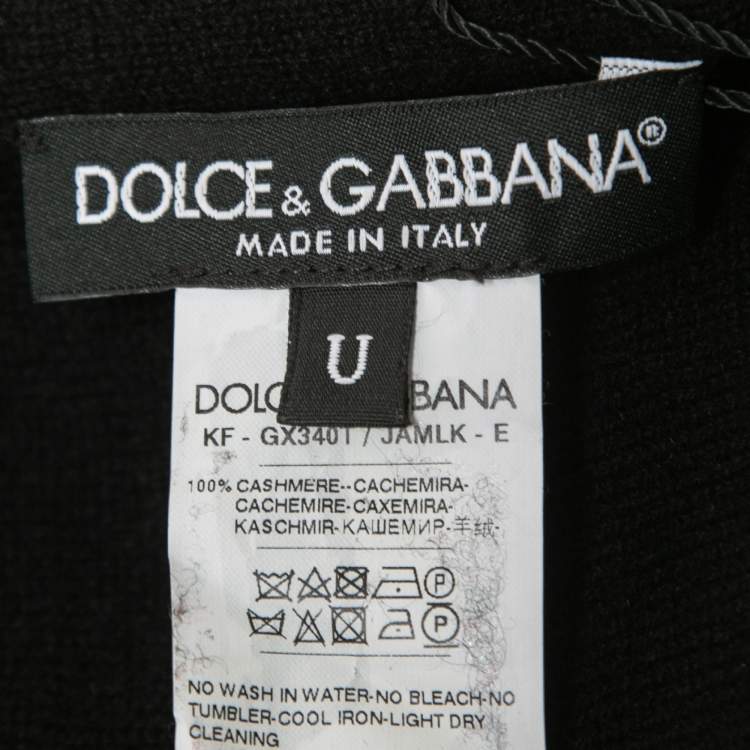 DOLCE & GABBANA®
MADE IN ITALY
U
DOLC BANA
KF - GX340T / JAMLK - E
100% CASHMERE--CACHEMIRA-
CACHEMIRE-CAXEMIRA-
KASCHMIR-КАШЕМИР-羊绒-
P
P
NO WASH IN WATER-NO BLEACH-NO
TUMBLER-COOL IRON-LIGHT DRY
CLEANING